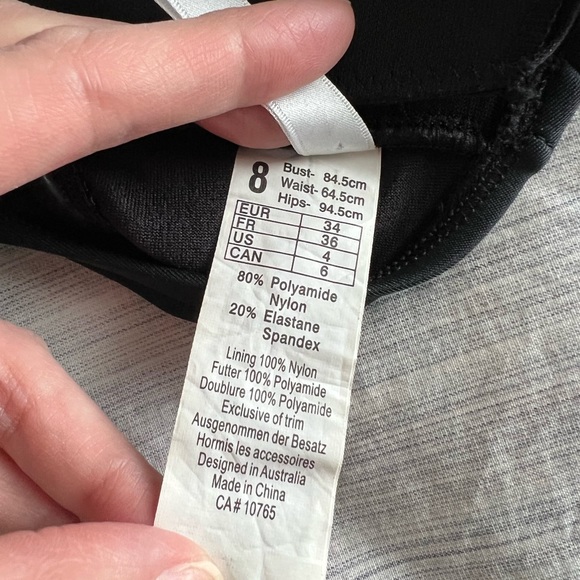 8 Bust- 84.5cm
Waist- 64.5cm
Hips- 94.5cm
EUR 34
FR 36
US 4
CAN 6
80% Polyamide
Nylon
20% Elastane
Spandex
Lining 100% Nylon
Futter 100% Polyamide
Doublure 100% Polyamide
Exclusive of trim
Ausgenommen der Besatz
Hormis les accessoires
Designed in Australia
Made in China
CA#10765